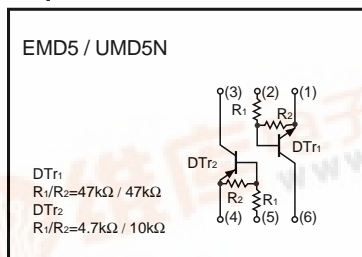 EMD5 / UMD5N
(3) (2) (1)
R1 R2
DTr1
DTr2
R2 R1
(4) (5) (6)
DTr1
R1/R2=47kΩ / 47kΩ
DTr2
R1/R2=4.7kΩ / 10kΩ